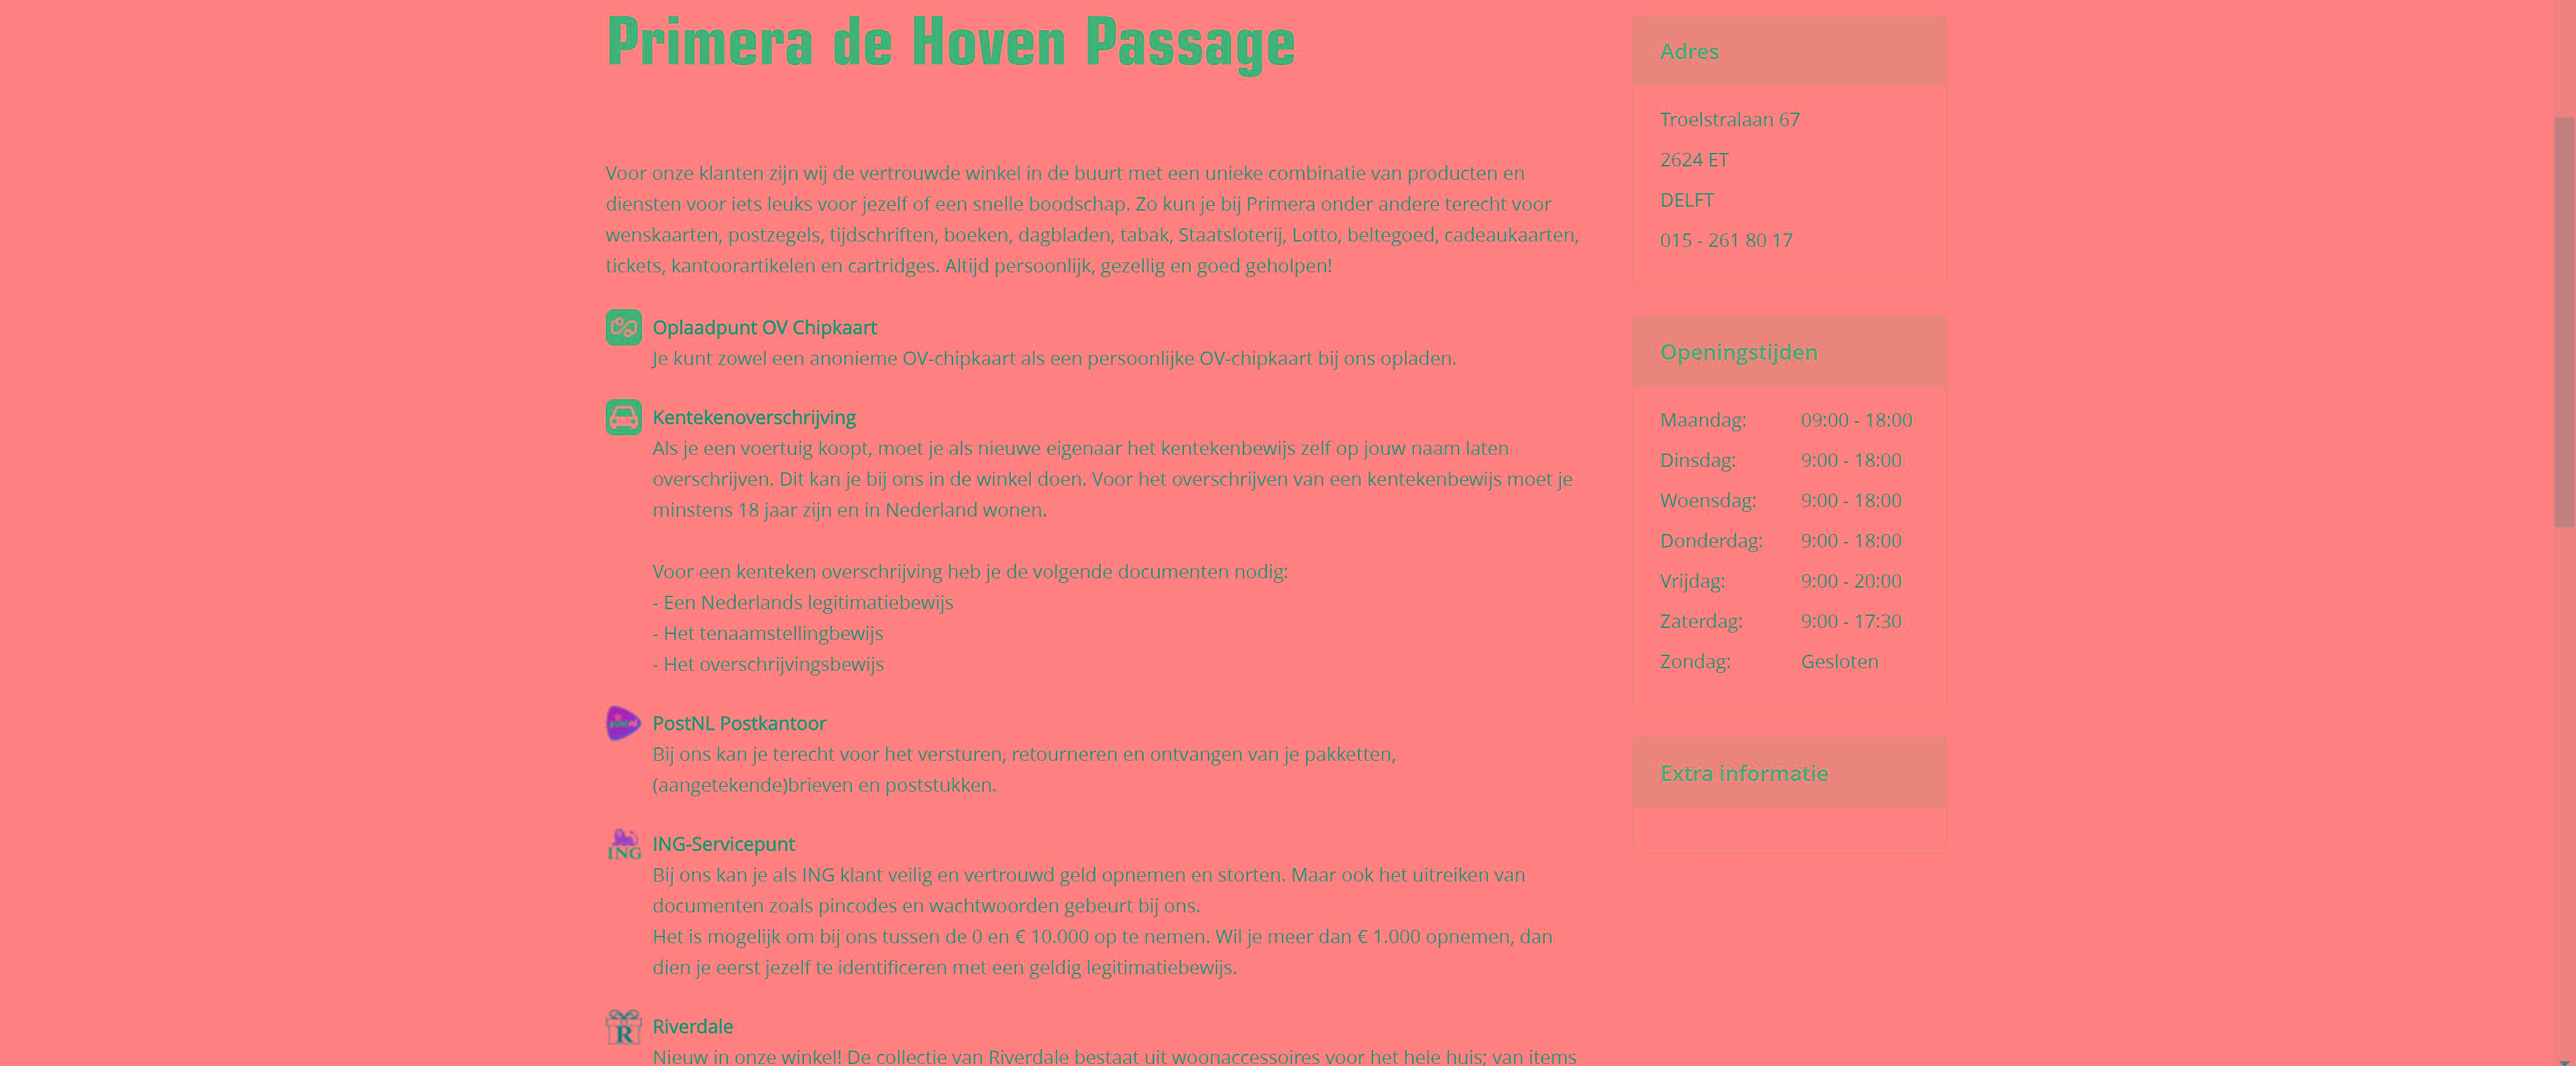 Primera de Hoven Passage
Voor onze klanten zijn wij de vertrouwde winkel in de buurt met een unieke combinatie van producten en
diensten voor iets leuks voor jezelf of een snelle boodschap. Zo kun je bij Primera onder andere terecht voor
wenskaarten, postzegels, tijdschriften, boeken, dagbladen, tabak, Staatsloterij, Lotto, beltegoed, cadeaukaarten,
tickets, kantoorartikelen en cartridges. Altijd persoonlijk, gezellig en goed geholpen!
Oplaadpunt OV Chipkaart
Je kunt zowel een anonieme OV-chipkaart als een persoonlijke OV-chipkaart bij ons opladen.
Kentekenoverschrijving
Als je een voertuig koopt, moet je als nieuwe eigenaar het kentekenbewijs zelf op jouw naam laten
overschrijven. Dit kan je bij ons in de winkel doen. Voor het overschrijven van een kentekenbewijs moet je
minstens 18 jaar zijn en in Nederland wonen.
Voor een kenteken overschrijving heb je de volgende documenten nodig:
- Een Nederlands legitimatiebewijs
- Het tenaamstellingbewijs
- Het overschrijvingsbewijs
postnl
PostNL Postkantoor
Bij ons kan je terecht voor het versturen, retourneren en ontvangen van je pakketten,
(aangetekende)brieven en poststukken.
ING
ING-Servicepunt
Bij ons kan je als ING klant veilig en vertrouwd geld opnemen en storten. Maar ook het uitreiken van
documenten zoals pincodes en wachtwoorden gebeurt bij ons.
Het is mogelijk om bij ons tussen de 0 en € 10.000 op te nemen. Wil je meer dan € 1.000 opnemen, dan
dien je eerst jezelf te identificeren met een geldig legitimatiebewijs.
R
Riverdale
Nieuw in onze winkel! De collectie van Riverdale bestaat uit woonaccessoires voor het hele huis; van items
Adres
Troelstralaan 67
2624 ET
DELFT
015 - 261 80 17
Openingstijden
Maandag: 09:00 - 18:00
Dinsdag: 9:00 - 18:00
Woensdag: 9:00 - 18:00
Donderdag: 9:00 - 18:00
Vrijdag: 9:00 - 20:00
Zaterdag: 9:00 - 17:30
Zondag: Gesloten
Extra informatie